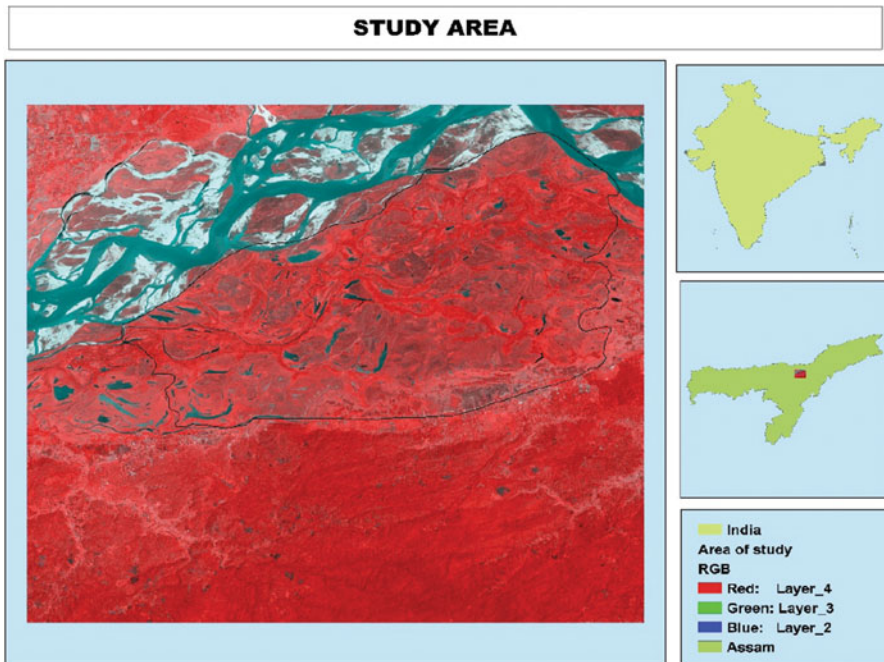 STUDY AREA
India
Area of study
RGB
Red: Layer_4
Green: Layer_3
Blue: Layer_2
Assam